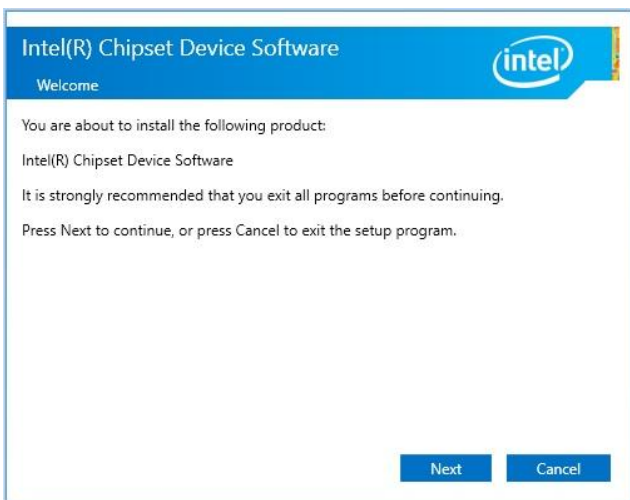 Intel(R) Chipset Device Software
intel
Welcome
You are about to install the following product:
Intel(R) Chipset Device Software
It is strongly recommended that you exit all programs before continuing.
Press Next to continue, or press Cancel to exit the setup program.
Next
Cancel